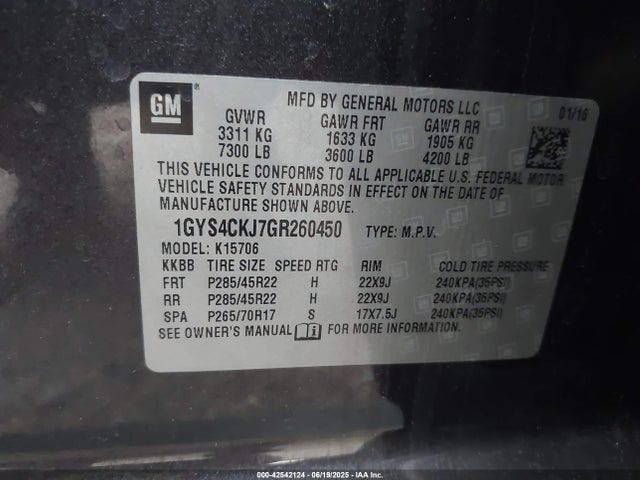 GM
MFD BY GENERAL MOTORS LLC
01/16
GVWR GAWR FRT GAWR RR
3311 KG 1633 KG 1905 KG
7300 LB 3600 LB 4200 LB
THIS VEHICLE CONFORMS TO ALL APPLICABLE U.S. FEDERAL MOTOR
VEHICLE SAFETY STANDARDS IN EFFECT ON THE DATE OF
MANUFACTURE SHOWN ABOVE.
1GYS4CKJ7GR260450 TYPE: M.P.V.
MODEL: K15706
KKBB TIRE SIZE SPEED RTG RIM COLD TIRE PRESSURE
FRT P285/45R22 H 22X9J 240KPA(35PSI)
RR P285/45R22 H 22X9J 240KPA(35PSI)
SPA P265/70R17 S 17X7.5J 240KPA(35PSI)
SEE OWNER'S MANUAL FOR MORE INFORMATION.
000-42542124 - 06/19/2025 - IAA Inc.